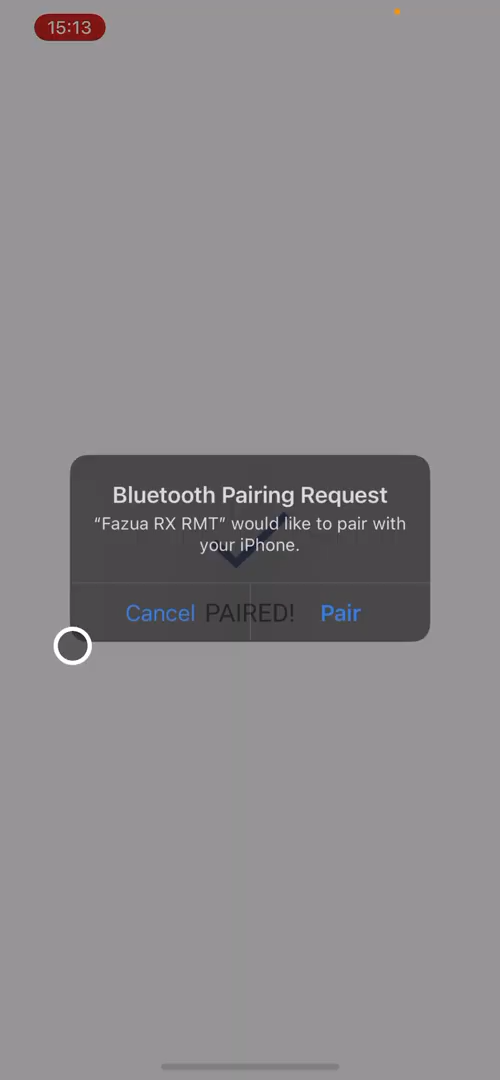 15:13
Bluetooth Pairing Request
“Fazua RX RMT” would like to pair with
your iPhone.
Cancel PAIRED! Pair